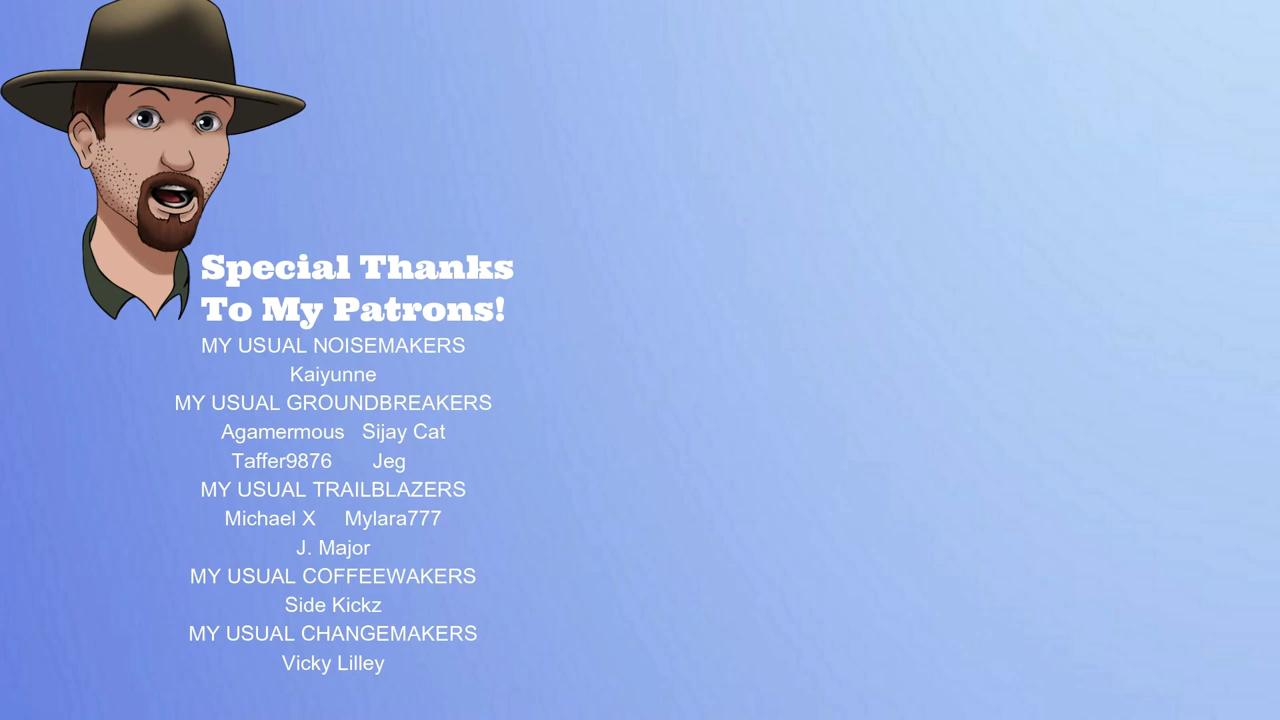 Special Thanks
To My Patrons!
MY USUAL NOISEMAKERS
Kaiyunne
MY USUAL GROUNDBREAKERS
Agamermous Sijay Cat
Taffer9876 Jeg
MY USUAL TRAILBLAZERS
Michael X Mylara777
J. Major
MY USUAL COFFEEWAKERS
Side Kickz
MY USUAL CHANGEMAKERS
Vicky Lilley